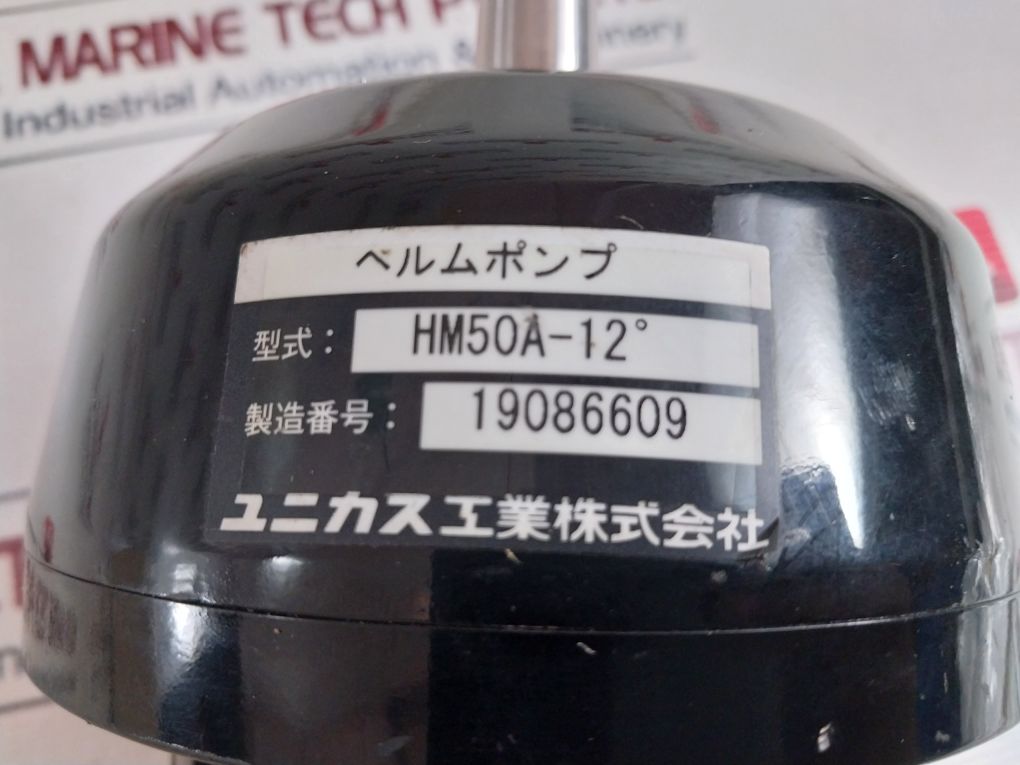 MARINE TECH
Industrial Automation &
ヘルムポンプ
型式： HM50A-12°
製造番号： 19086609
ユニカス工業株式会社